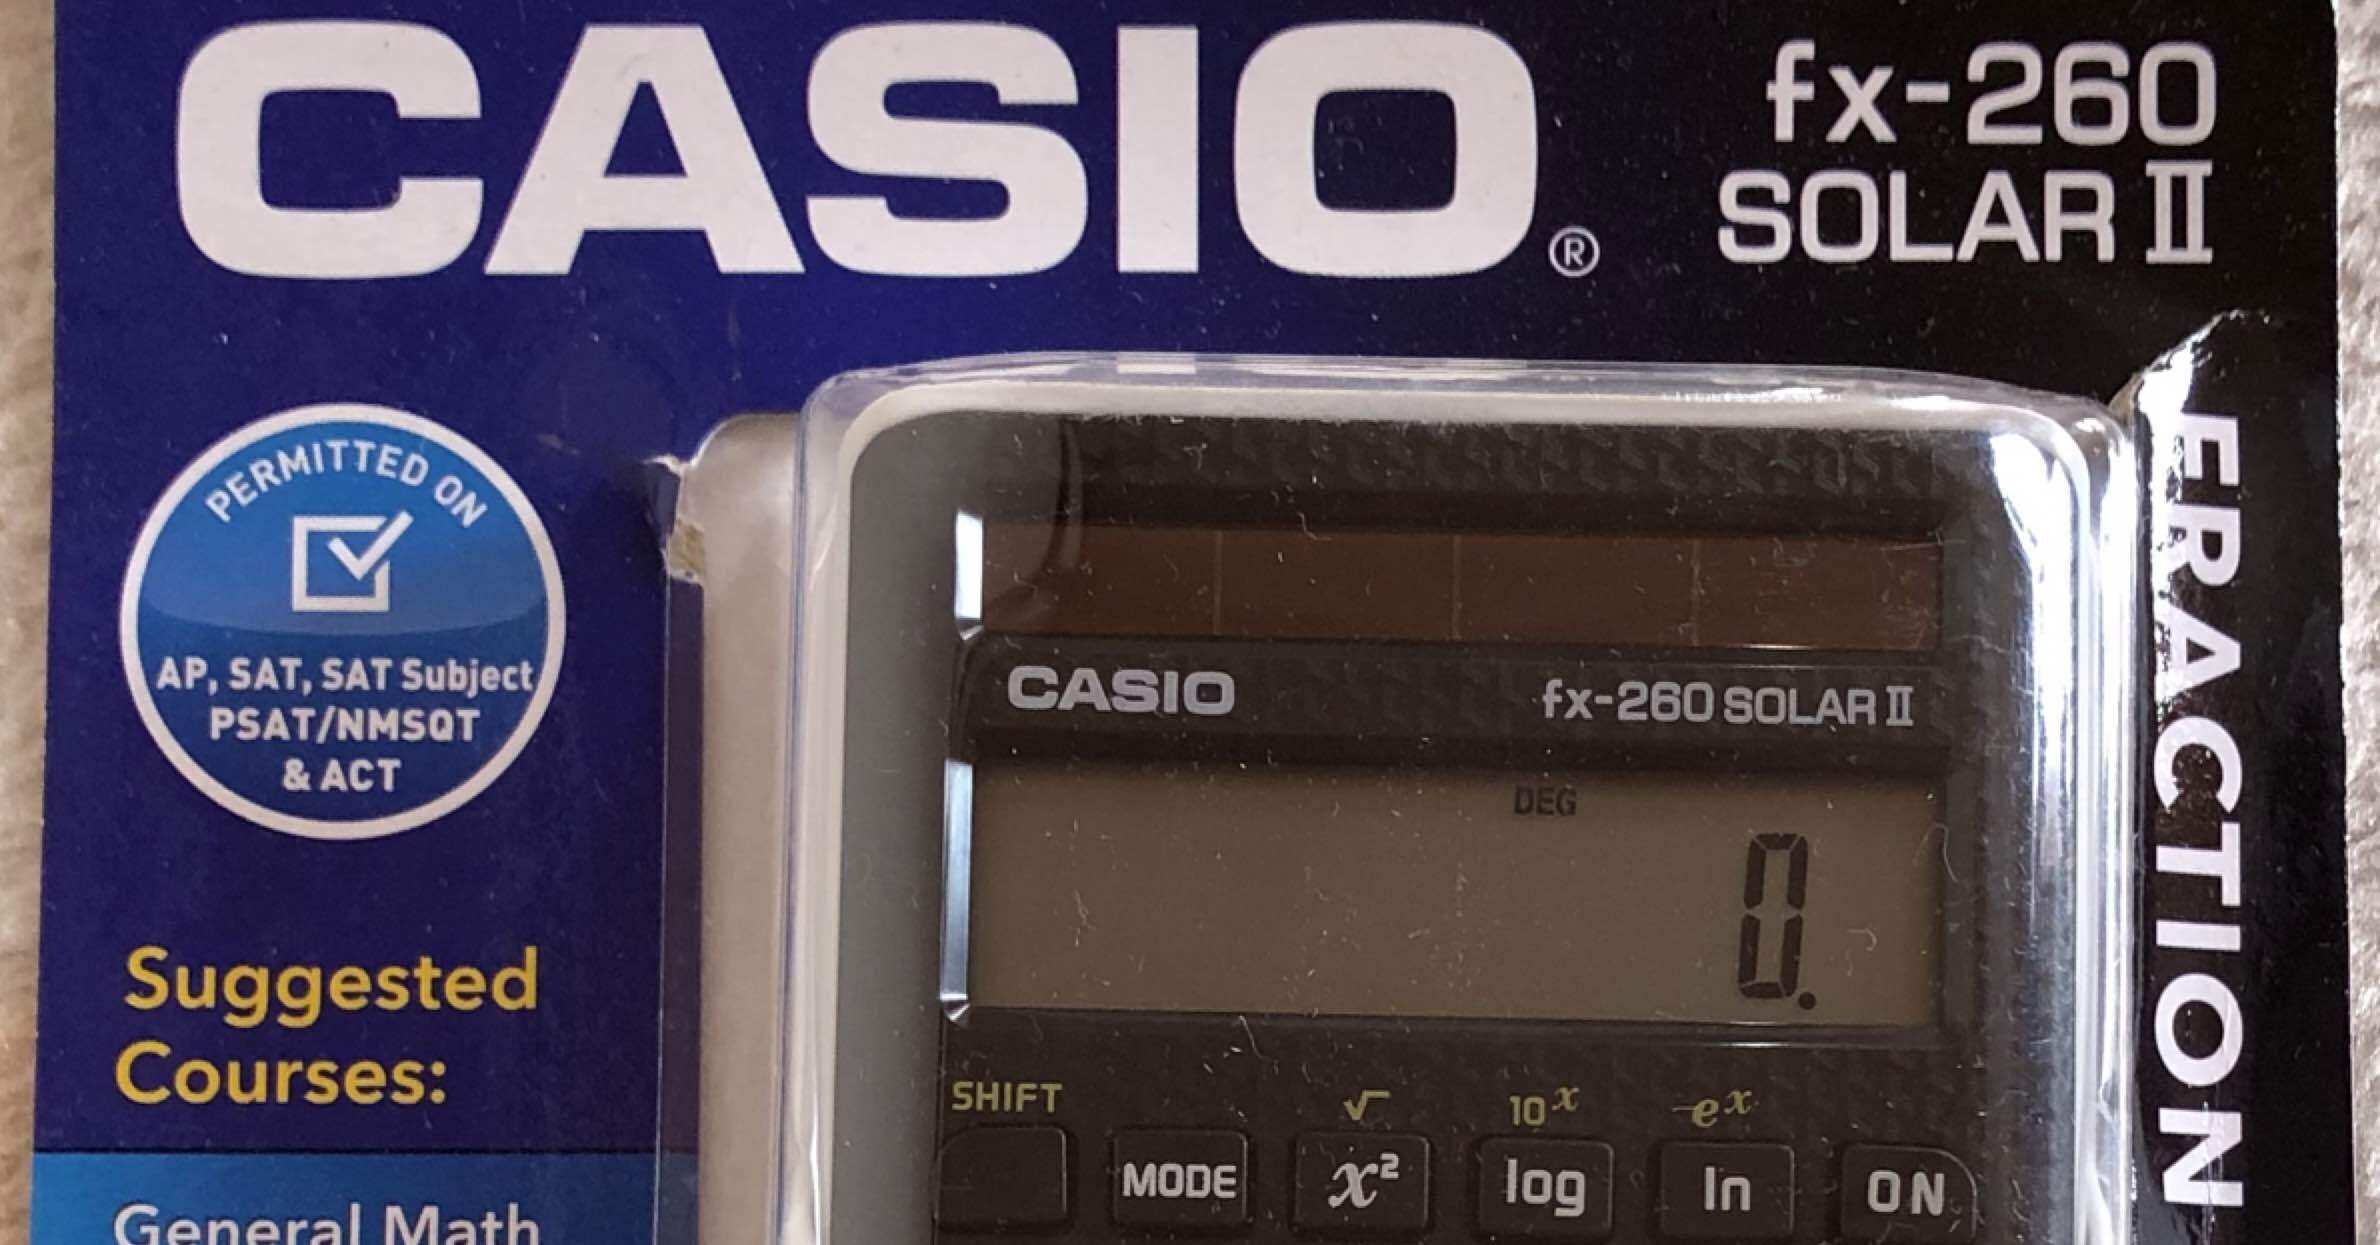 CASIO®
fx-260
SOLAR II
PERMITTED ON
AP, SAT, SAT Subject
PSAT/NMSQT
& ACT
Suggested
Courses:
General Math
FRACTION
CASIO fx-260 SOLAR II
DEG
0.
SHIFT √ 10ˣ eˣ
MODE x² log ln ON